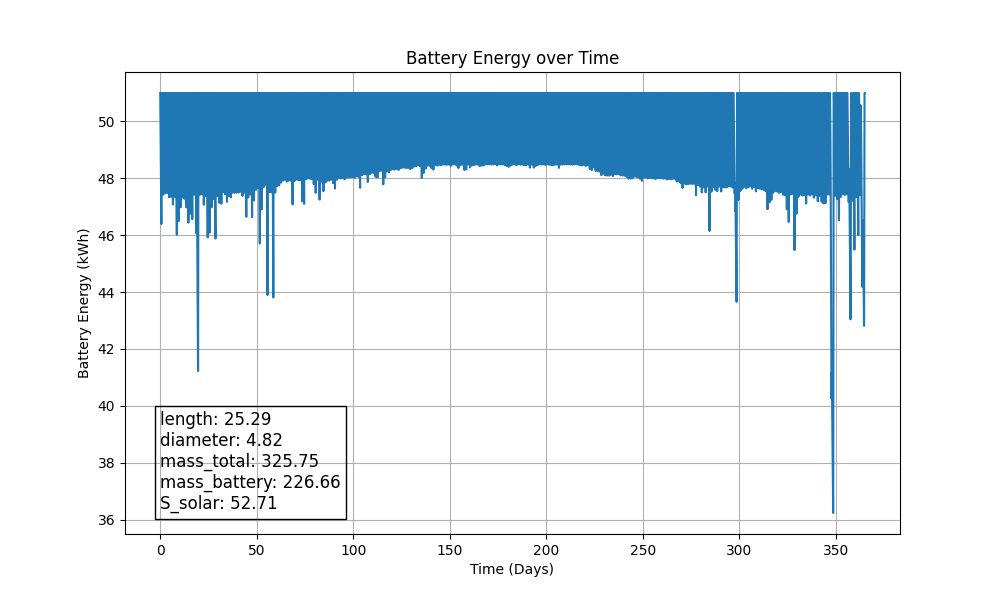 Battery Energy over Time
Battery Energy (kWh)
50
48
46
44
42
40
38
36
length: 25.29
diameter: 4.82
mass_total: 325.75
mass_battery: 226.66
S_solar: 52.71
0 50 100 150 200 250 300 350
Time (Days)